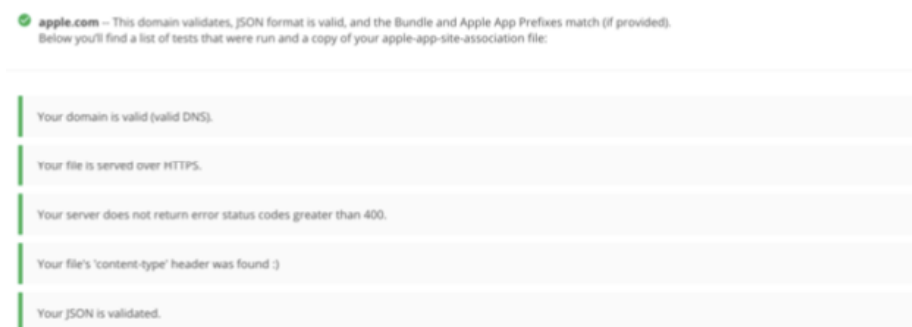 apple.com -- This domain validates, JSON format is valid, and the Bundle and Apple App Prefixes match (if provided).
Below you'll find a list of tests that were run and a copy of your apple-app-site-association file:
Your domain is valid (valid DNS).
Your file is served over HTTPS.
Your server does not return error status codes greater than 400.
Your file's 'content-type' header was found :)
Your JSON is validated.